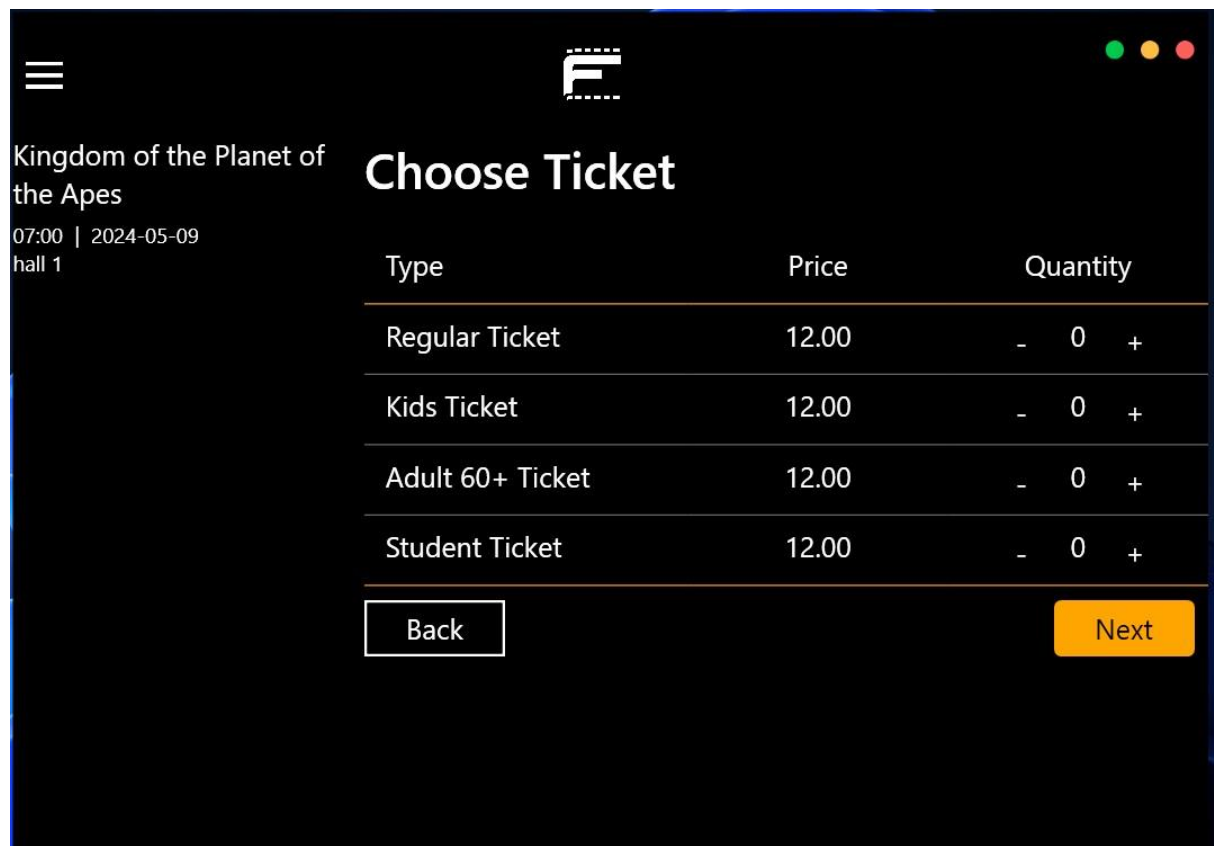 F
Kingdom of the Planet of
the Apes
07:00 | 2024-05-09
hall 1
Choose Ticket
Type Price Quantity
Regular Ticket 12.00 - 0 +
Kids Ticket 12.00 - 0 +
Adult 60+ Ticket 12.00 - 0 +
Student Ticket 12.00 - 0 +
Back Next